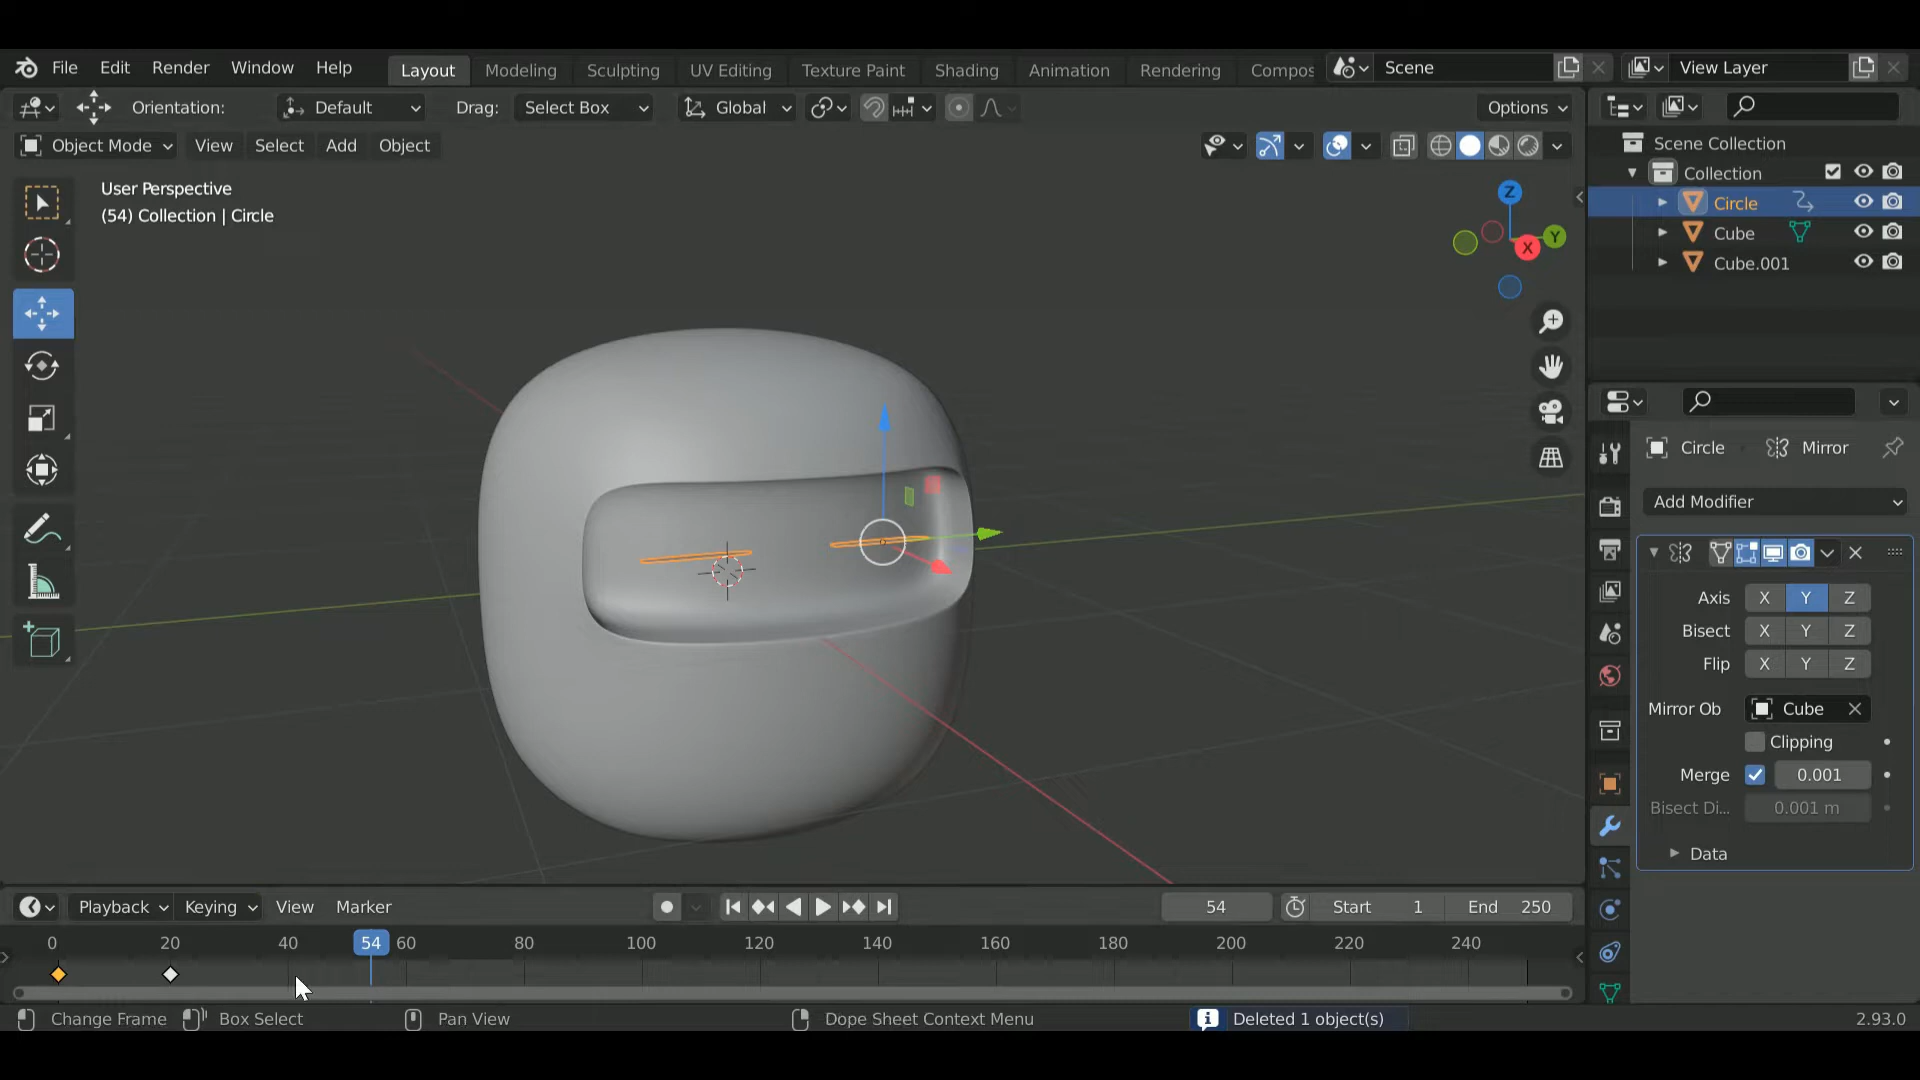 File Edit Render Window Help Layout Modeling Sculpting UV Editing Texture Paint Shading Animation Rendering Compos Scene View Layer
Orientation: Default Drag: Select Box Global Options
Object Mode View Select Add Object
User Perspective
(54) Collection | Circle
Z
Y
X
Scene Collection
Collection
Circle
Cube
Cube.001
Circle Mirror
Add Modifier
Axis X Y Z
Bisect X Y Z
Flip X Y Z
Mirror Ob Cube
Clipping
Merge 0.001
Bisect Di... 0.001 m
Data
Playback Keying View Marker 54 Start 1 End 250
0 20 40 54 60 80 100 120 140 160 180 200 220 240
Change Frame Box Select Pan View Dope Sheet Context Menu Deleted 1 object(s) 2.93.0